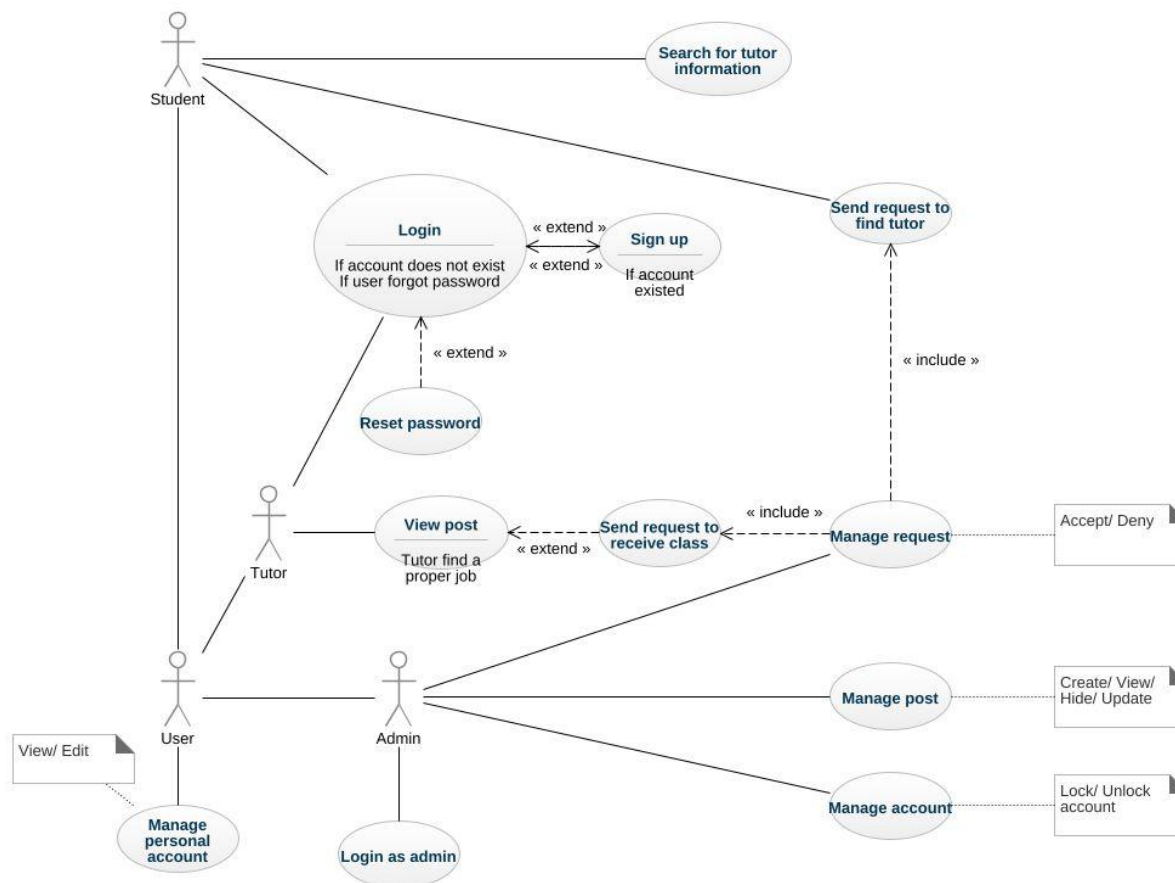 Search for tutor
information
Student
Send request to
find tutor
Login
If account does not exist
If user forgot password
« extend »
« extend »
Sign up
If account
existed
« extend »
« include »
Reset password
View post
Tutor find a
proper job
« extend »
Send request to
receive class
« include »
Manage request
Accept/ Deny
Tutor
User
Admin
Manage post
Create/ View/
Hide/ Update
View/ Edit
Manage
personal
account
Login as admin
Manage account
Lock/ Unlock
account